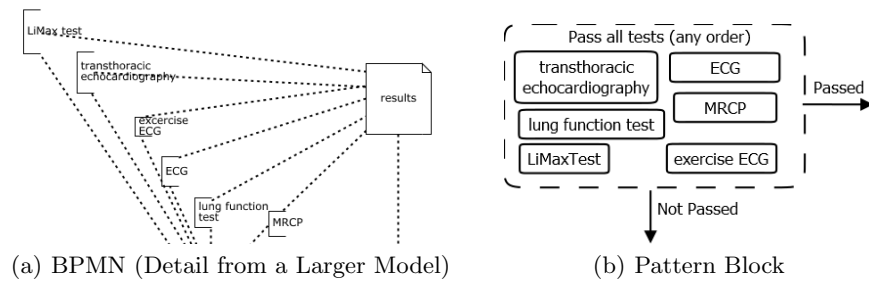 LiMax test
transthoracic
echocardiography
excercise
ECG
ECG
lung function
test
MRCP
results
(a) BPMN (Detail from a Larger Model)
Pass all tests (any order)
transthoracic
echocardiography
ECG
MRCP
lung function test
LiMaxTest
exercise ECG
Passed
Not Passed
(b) Pattern Block